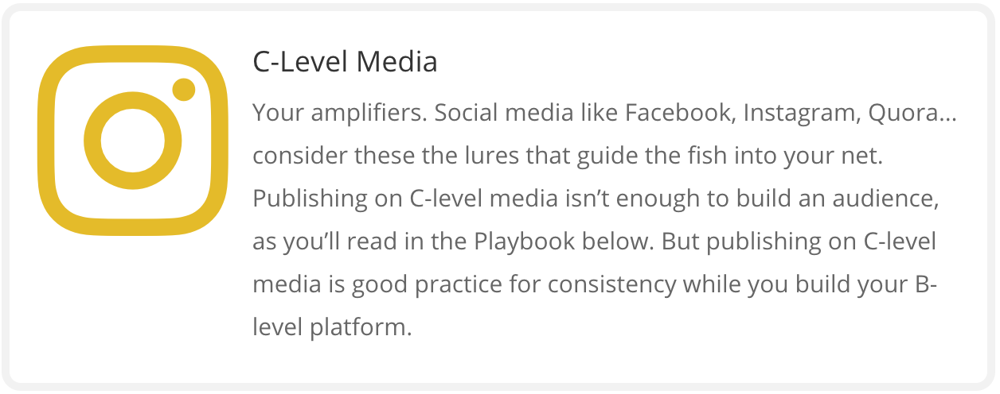 C-Level Media
Your amplifiers. Social media like Facebook, Instagram, Quora...
consider these the lures that guide the fish into your net.
Publishing on C-level media isn’t enough to build an audience,
as you’ll read in the Playbook below. But publishing on C-level
media is good practice for consistency while you build your B-
level platform.